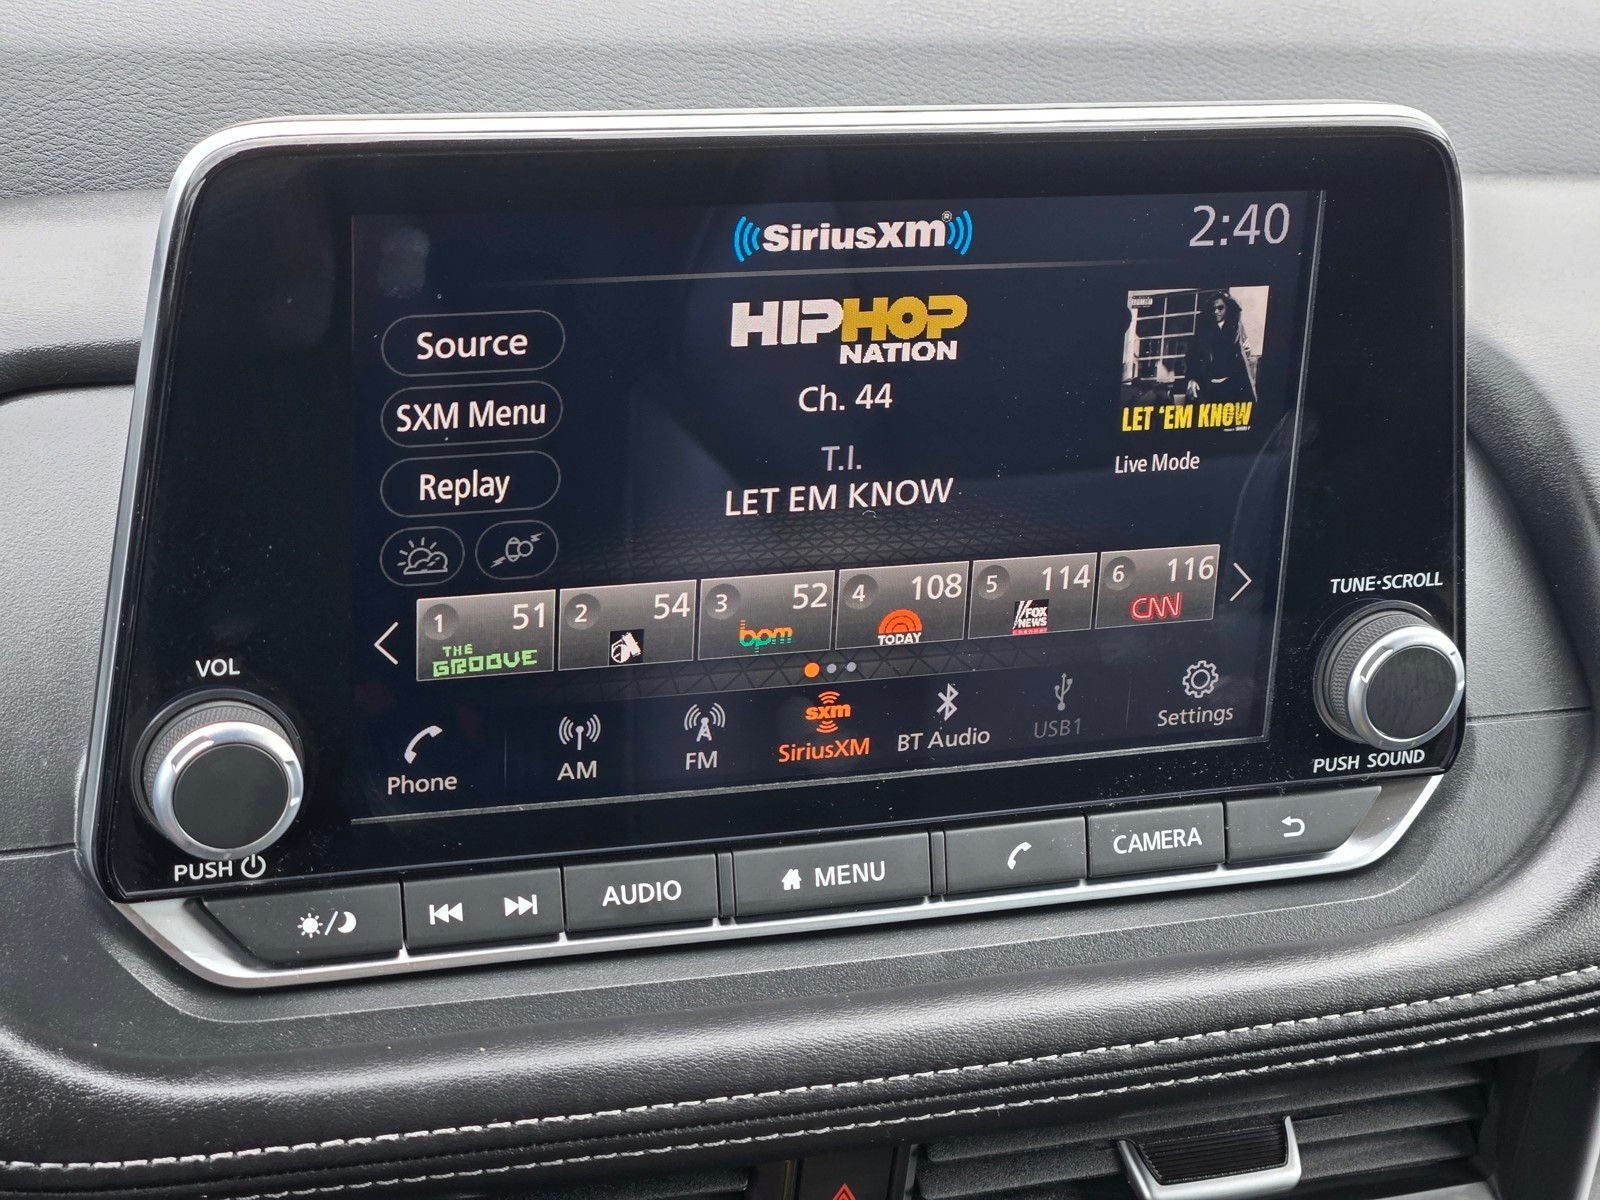 SiriusXM®
2:40
HIPHOP
NATION
Source
Ch. 44
SXM Menu
LET 'EM KNOW
T.I.
Live Mode
Replay
LET EM KNOW
1 51
THE
GROOVE
2 54
3 52
bpm
4 108
TODAY
5 114
FOX
NEWS
channel
6 116
CNN
TUNE·SCROLL
VOL
Phone
AM
FM
sxm
SiriusXM
BT Audio
USB1
Settings
PUSH SOUND
PUSH
AUDIO
MENU
CAMERA